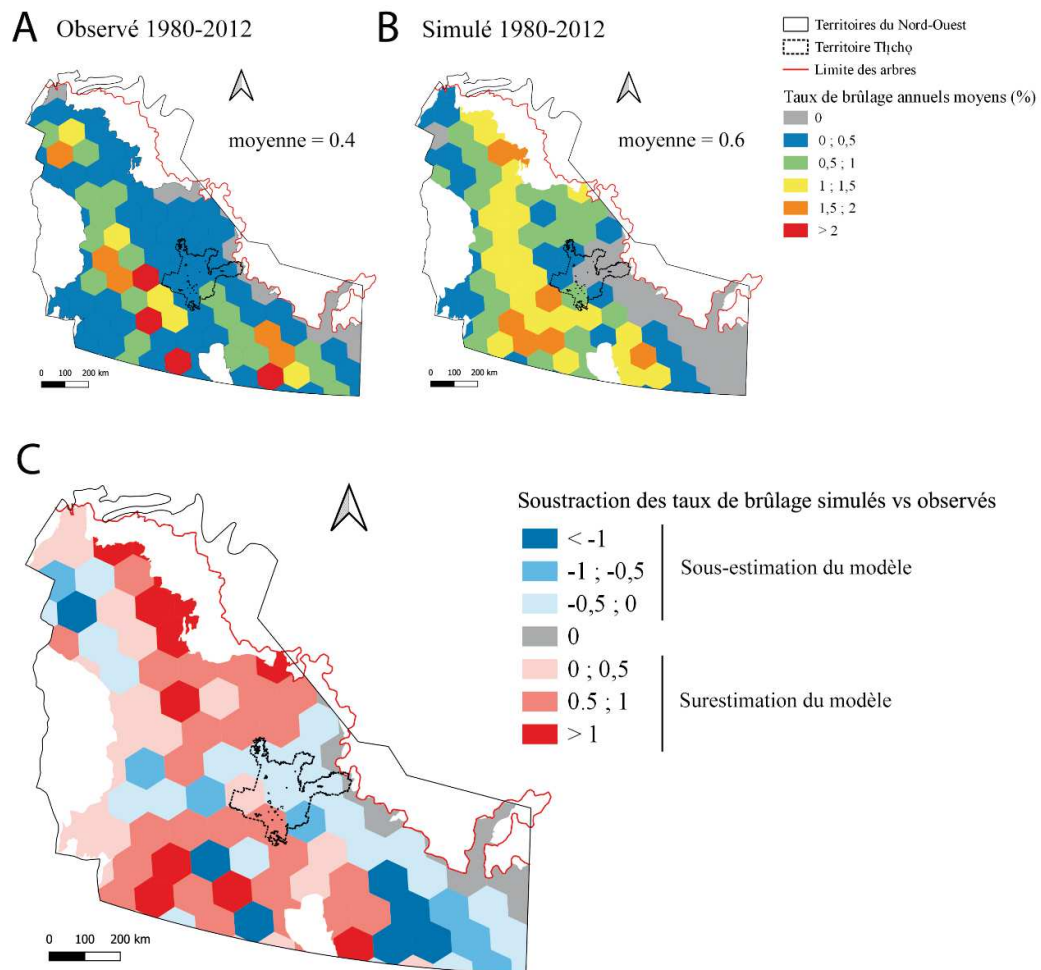 A Observé 1980-2012
moyenne = 0.4
0 100 200 km
B Simulé 1980-2012
moyenne = 0.6
0 100 200 km
Territoires du Nord-Ouest
Territoire Tłı̨chǫ
Limite des arbres
Taux de brûlage annuels moyens (%)
0
0 ; 0,5
0,5 ; 1
1 ; 1,5
1,5 ; 2
> 2
C
0 100 200 km
Soustraction des taux de brûlage simulés vs observés
< -1
-1 ; -0,5
-0,5 ; 0
Sous-estimation du modèle
0
0 ; 0,5
0.5 ; 1
> 1
Surestimation du modèle